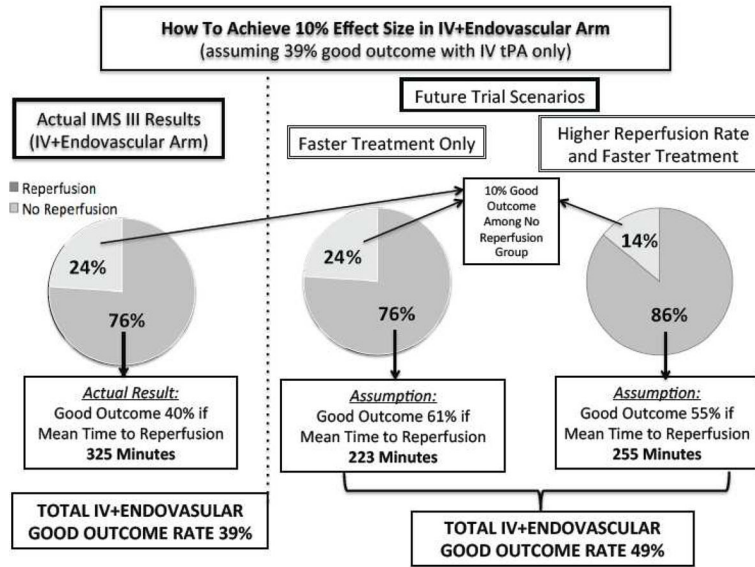 How To Achieve 10% Effect Size in IV+Endovascular Arm
(assuming 39% good outcome with IV tPA only)
Actual IMS III Results
(IV+Endovascular Arm)
Future Trial Scenarios
Faster Treatment Only
Higher Reperfusion Rate
and Faster Treatment
Reperfusion
No Reperfusion
10% Good
Outcome
Among No
Reperfusion
Group
24%
76%
24%
76%
14%
86%
Actual Result:
Good Outcome 40% if
Mean Time to Reperfusion
325 Minutes
Assumption:
Good Outcome 61% if
Mean Time to Reperfusion
223 Minutes
Assumption:
Good Outcome 55% if
Mean Time to Reperfusion
255 Minutes
TOTAL IV+ENDOVASULAR
GOOD OUTCOME RATE 39%
TOTAL IV+ENDOVASCULAR
GOOD OUTCOME RATE 49%